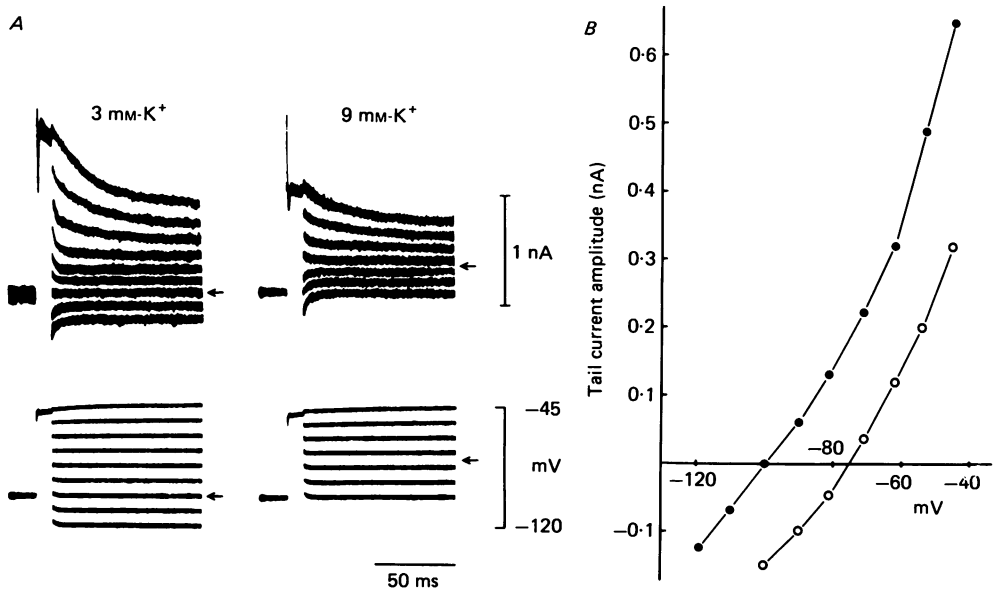 A
3 mM-K+
9 mM-K+
1 nA
-45
mV
-120
50 ms
B
Tail current amplitude (nA)
0·6
0·5
0·4
0·3
0·2
0·1
-0·1
-120
-80
-60
-40
mV